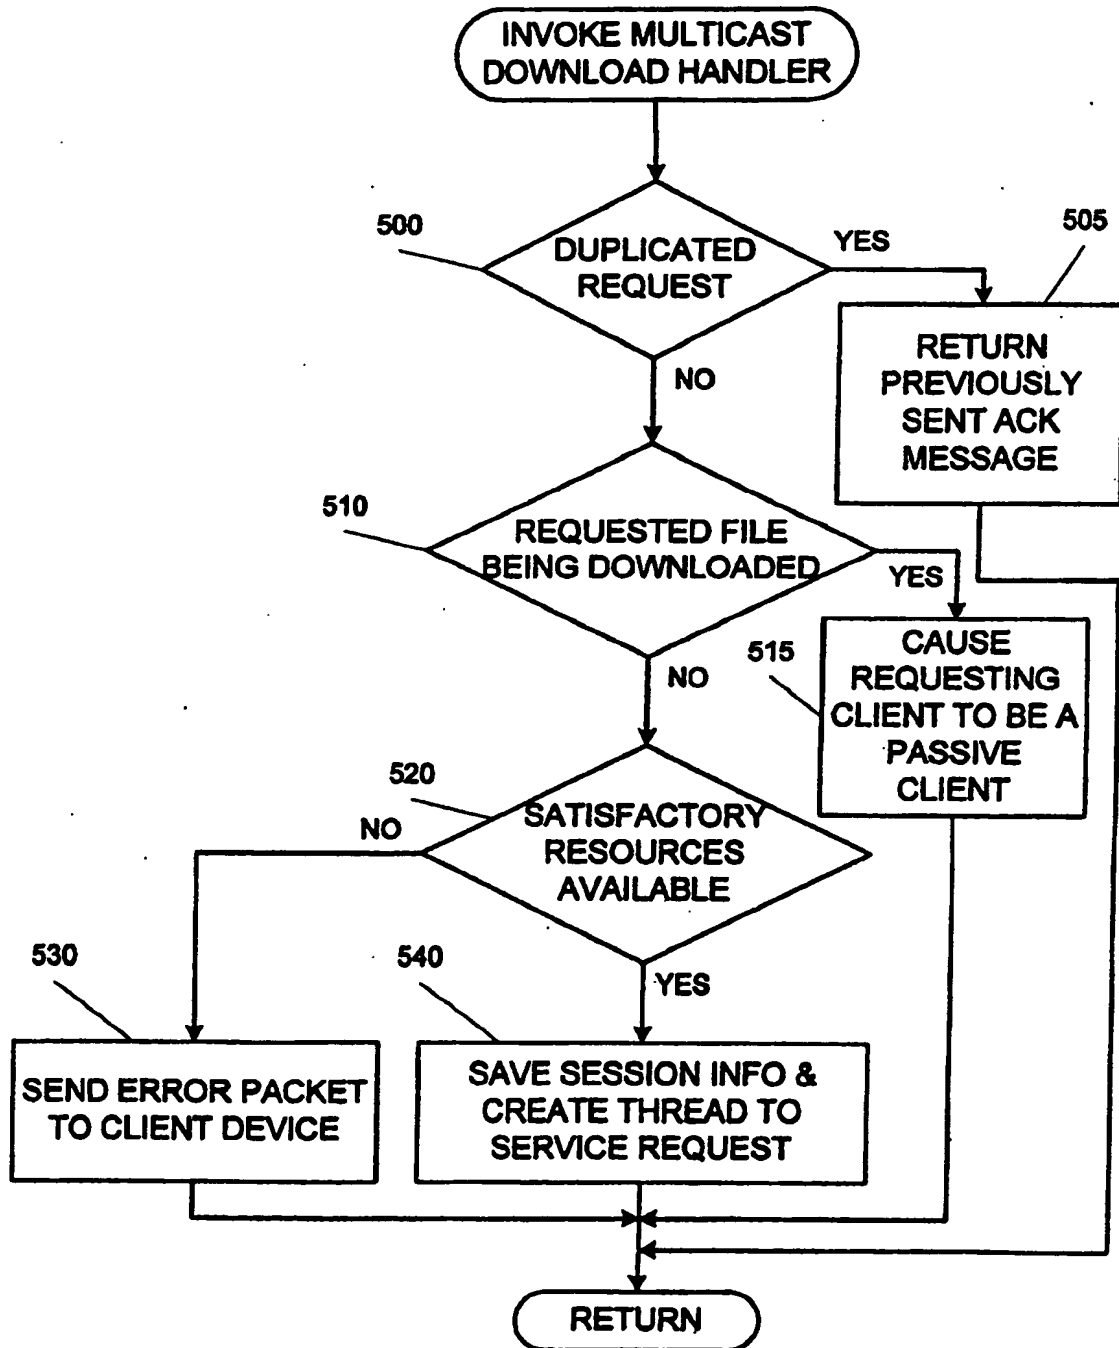 INVOKE MULTICAST
DOWNLOAD HANDLER
500
DUPLICATED
REQUEST
YES
505
NO
RETURN
PREVIOUSLY
SENT ACK
MESSAGE
510
REQUESTED FILE
BEING DOWNLOADED
YES
NO
515
CAUSE
REQUESTING
CLIENT TO BE A
PASSIVE
CLIENT
520
SATISFACTORY
RESOURCES
AVAILABLE
NO
YES
530
SEND ERROR PACKET
TO CLIENT DEVICE
540
SAVE SESSION INFO &
CREATE THREAD TO
SERVICE REQUEST
RETURN